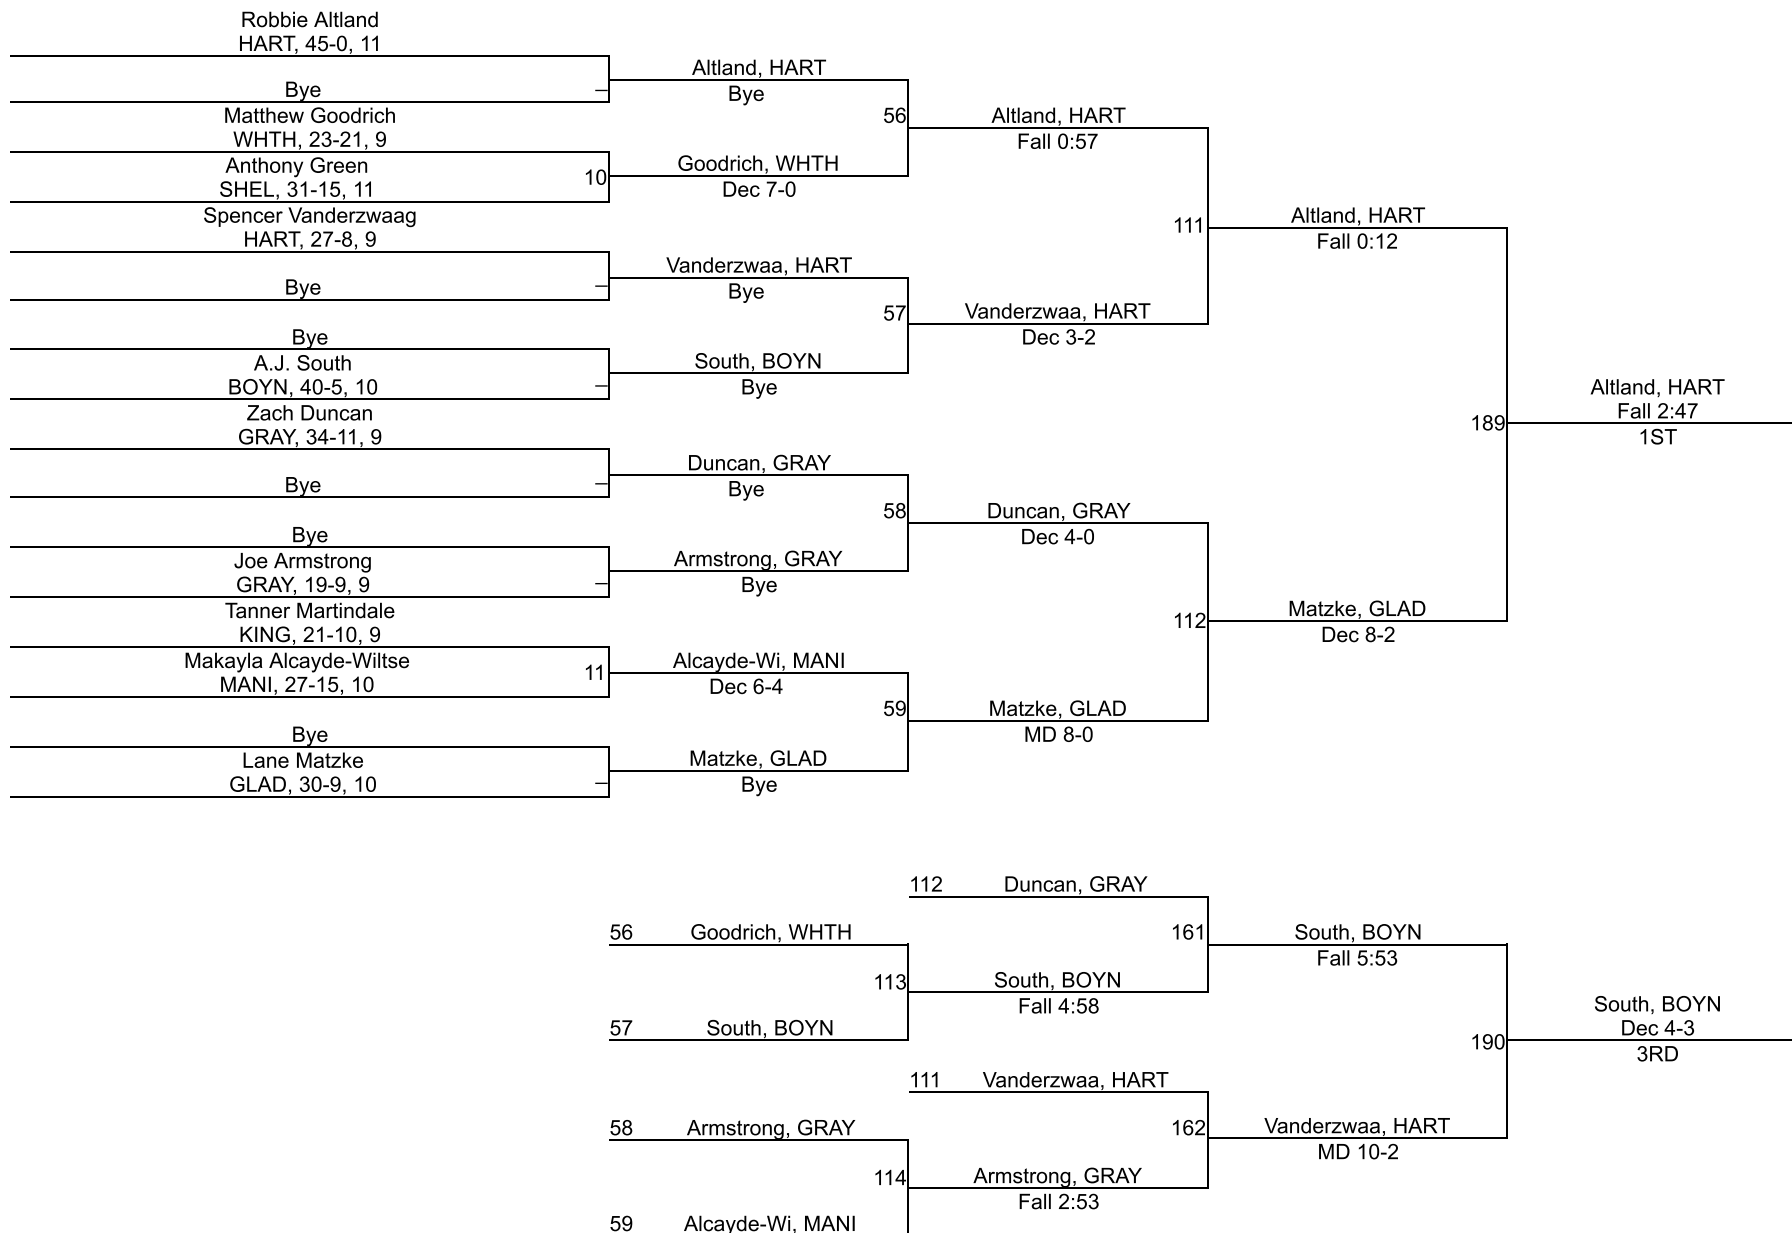 Robbie Altland
HART, 45-0, 11
Bye
Matthew Goodrich
WHTH, 23-21, 9
Anthony Green
SHEL, 31-15, 11
Spencer Vanderzwaag
HART, 27-8, 9
Bye
Bye
A.J. South
BOYN, 40-5, 10
Zach Duncan
GRAY, 34-11, 9
Bye
Bye
Joe Armstrong
GRAY, 19-9, 9
Tanner Martindale
KING, 21-10, 9
Makayla Alcayde-Wiltse
MANI, 27-15, 10
Bye
Lane Matzke
GLAD, 30-9, 10
–
10
–
–
–
–
11
–
Altland, HART
Bye
Goodrich, WHTH
Dec 7-0
Vanderzwaa, HART
Bye
South, BOYN
Bye
Duncan, GRAY
Bye
Armstrong, GRAY
Bye
Alcayde-Wi, MANI
Dec 6-4
Matzke, GLAD
Bye
56
57
58
59
Altland, HART
Fall 0:57
Vanderzwaa, HART
Dec 3-2
Duncan, GRAY
Dec 4-0
Matzke, GLAD
MD 8-0
111
112
Altland, HART
Fall 0:12
Matzke, GLAD
Dec 8-2
189
Altland, HART
Fall 2:47
1ST
56 Goodrich, WHTH
57 South, BOYN
58 Armstrong, GRAY
59 Alcayde-Wi, MANI
113
114
112 Duncan, GRAY
South, BOYN
Fall 4:58
111 Vanderzwaa, HART
Armstrong, GRAY
Fall 2:53
161
162
South, BOYN
Fall 5:53
Vanderzwaa, HART
MD 10-2
190
South, BOYN
Dec 4-3
3RD